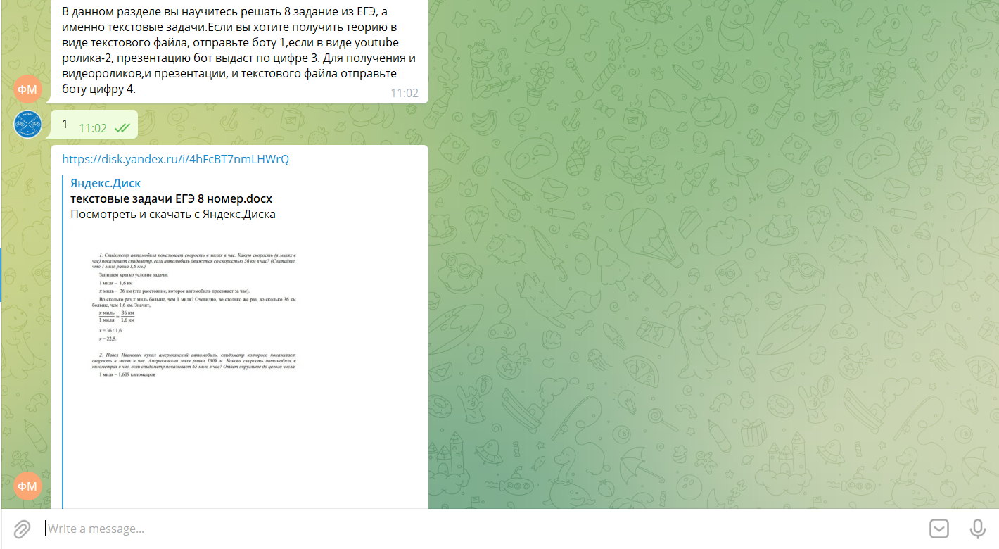 В данном разделе вы научитесь решать 8 задание из ЕГЭ, а
именно текстовые задачи.Если вы хотите получить теорию в
виде текстового файла, отправьте боту 1,если в виде youtube
ролика-2, презентацию бот выдаст по цифре 3. Для получения и
видеороликов,и презентации, и текстового файла отправьте
боту цифру 4.
11:02
ФМ
1 11:02
https://disk.yandex.ru/i/4hFcBT7nmLHWrQ
Яндекс.Диск
текстовые задачи ЕГЭ 8 номер.docx
Посмотреть и скачать с Яндекс.Диска
1. Спидометр автомобиля показывает скорость в милях в час. Какую скорость (в милях в
час) показывает спидометр, если автомобиль движется со скоростью 36 км в час? (Считайте,
что 1 миля равна 1,6 км.)
Запишем кратко условие задачи:
1 миля – 1,6 км
x миль – 36 км (это расстояние, которое автомобиль проезжает за час).
Во сколько раз x миль больше, чем 1 миля? Очевидно, во столько же раз, во сколько 36 км
больше, чем 1,6 км. Значит,
x миль / 1 миля = 36 км / 1,6 км
x = 36 : 1,6
x = 22,5.
2. Павел Иванович купил американский автомобиль, спидометр которого показывает
скорость в милях в час. Американская миля равна 1609 м. Какова скорость автомобиля в
километрах в час, если спидометр показывает 65 миль в час? Ответ округлите до целого числа.
1 миля – 1,609 километров
ФМ
Write a message...